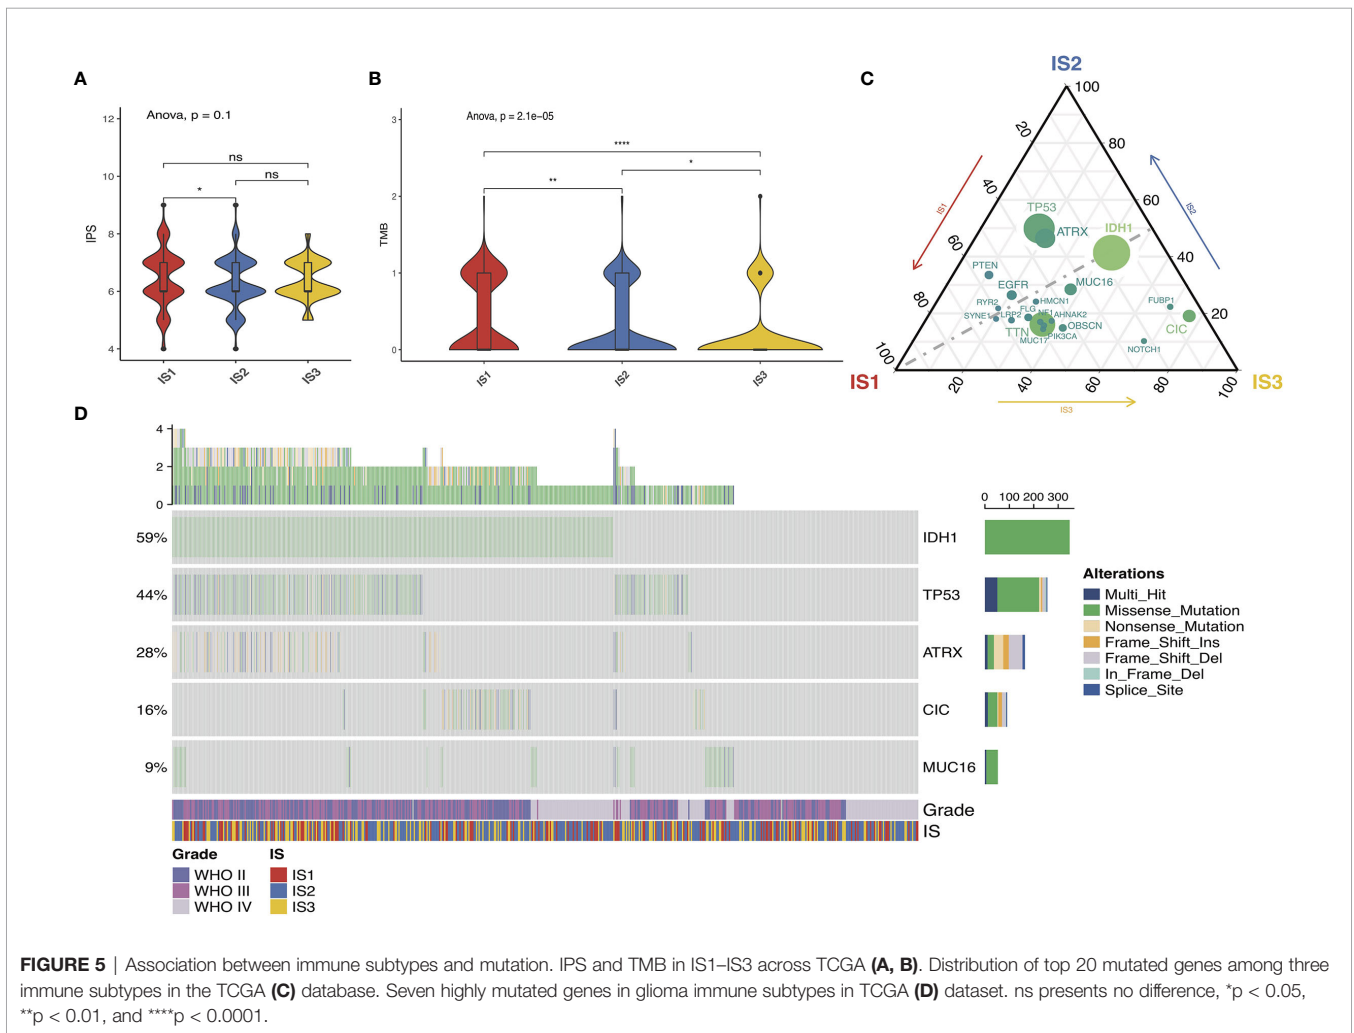 A
Anova, p = 0.1
IPS
12
10
8
6
4
ns
ns
*
IS1
IS2
IS3
B
Anova, p = 2.1e−05
TMB
3
2
1
0
****
*
**
IS1
IS2
IS3
C
IS2
100
80
60
40
20
20
40
60
80
100
20
40
60
80
100
IS1
IS3
IS1
IS2
IS3
TP53
ATRX
IDH1
PTEN
EGFR
MUC16
RYR2
HMCN1
FUBP1
SYNE1
LRP2
FLG
NF1
AHNAK2
TTN
OBSCN
CIC
MUC17
PIK3CA
NOTCH1
D
4
2
0
0 100 200 300
59% IDH1
44% TP53
28% ATRX
16% CIC
9% MUC16
Grade
IS
Alterations
Multi_Hit
Missense_Mutation
Nonsense_Mutation
Frame_Shift_Ins
Frame_Shift_Del
In_Frame_Del
Splice_Site
Grade
WHO II
WHO III
WHO IV
IS
IS1
IS2
IS3
FIGURE 5 | Association between immune subtypes and mutation. IPS and TMB in IS1–IS3 across TCGA (A, B). Distribution of top 20 mutated genes among three
immune subtypes in the TCGA (C) database. Seven highly mutated genes in glioma immune subtypes in TCGA (D) dataset. ns presents no difference, *p < 0.05,
**p < 0.01, and ****p < 0.0001.